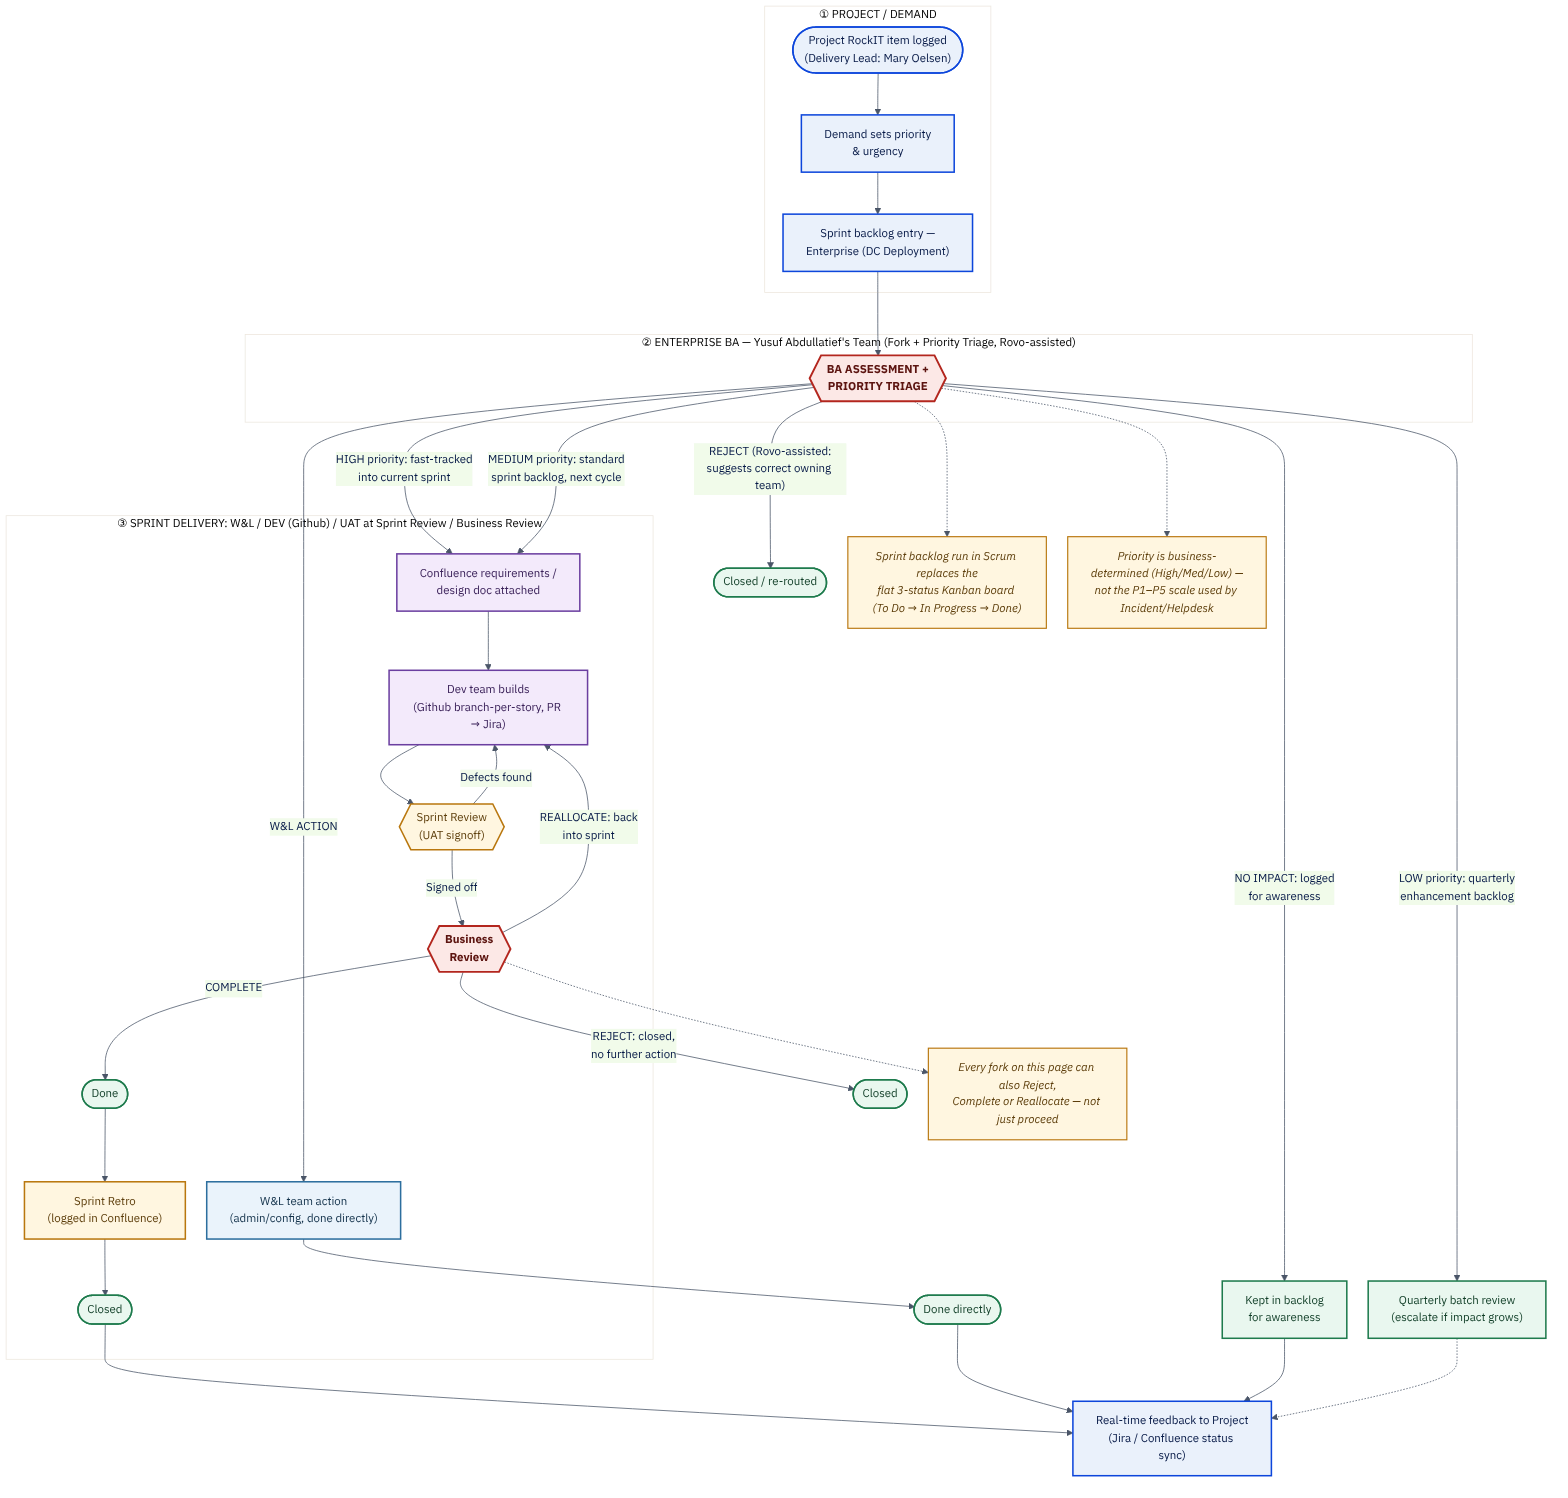 ① PROJECT / DEMAND
Project RockIT item logged
(Delivery Lead: Mary Oelsen)
Demand sets priority
& urgency
Sprint backlog entry —
Enterprise (DC Deployment)
② ENTERPRISE BA — Yusuf Abdullatief's Team (Fork + Priority Triage, Rovo-assisted)
BA ASSESSMENT +
PRIORITY TRIAGE
HIGH priority: fast-tracked
into current sprint
MEDIUM priority: standard
sprint backlog, next cycle
REJECT (Rovo-assisted:
suggests correct owning
team)
③ SPRINT DELIVERY: W&L / DEV (Github) / UAT at Sprint Review / Business Review
Confluence requirements /
design doc attached
Closed / re-routed
Sprint backlog run in Scrum
replaces the
flat 3-status Kanban board
(To Do → In Progress → Done)
Priority is business-
determined (High/Med/Low) —
not the P1–P5 scale used by
Incident/Helpdesk
Dev team builds
(Github branch-per-story, PR
→ Jira)
Defects found
Sprint Review
(UAT signoff)
REALLOCATE: back
into sprint
W&L ACTION
Signed off
NO IMPACT: logged
for awareness
LOW priority: quarterly
enhancement backlog
Business
Review
COMPLETE
REJECT: closed,
no further action
Done
Closed
Every fork on this page can
also Reject,
Complete or Reallocate — not
just proceed
Sprint Retro
(logged in Confluence)
W&L team action
(admin/config, done directly)
Closed
Done directly
Kept in backlog
for awareness
Quarterly batch review
(escalate if impact grows)
Real-time feedback to Project
(Jira / Confluence status
sync)